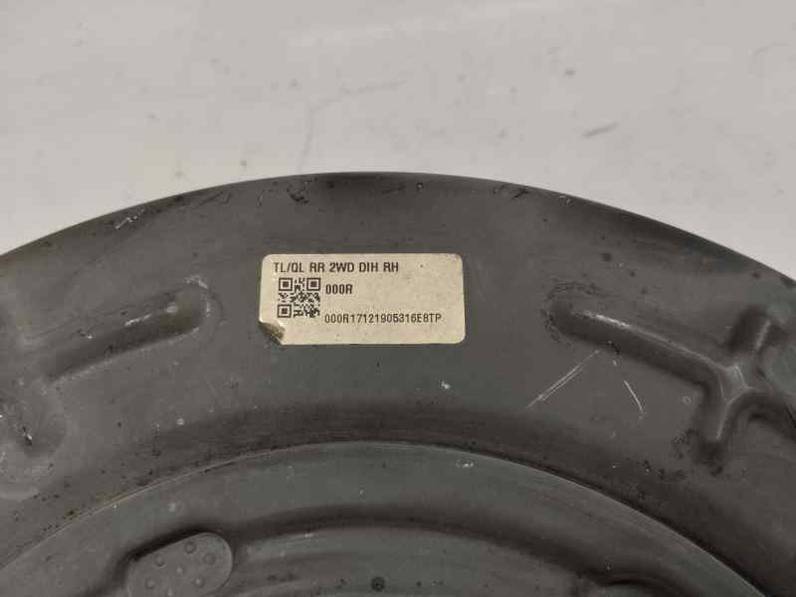 TL/QL RR 2WD DIH RH
000R
000R17121905316E8TP